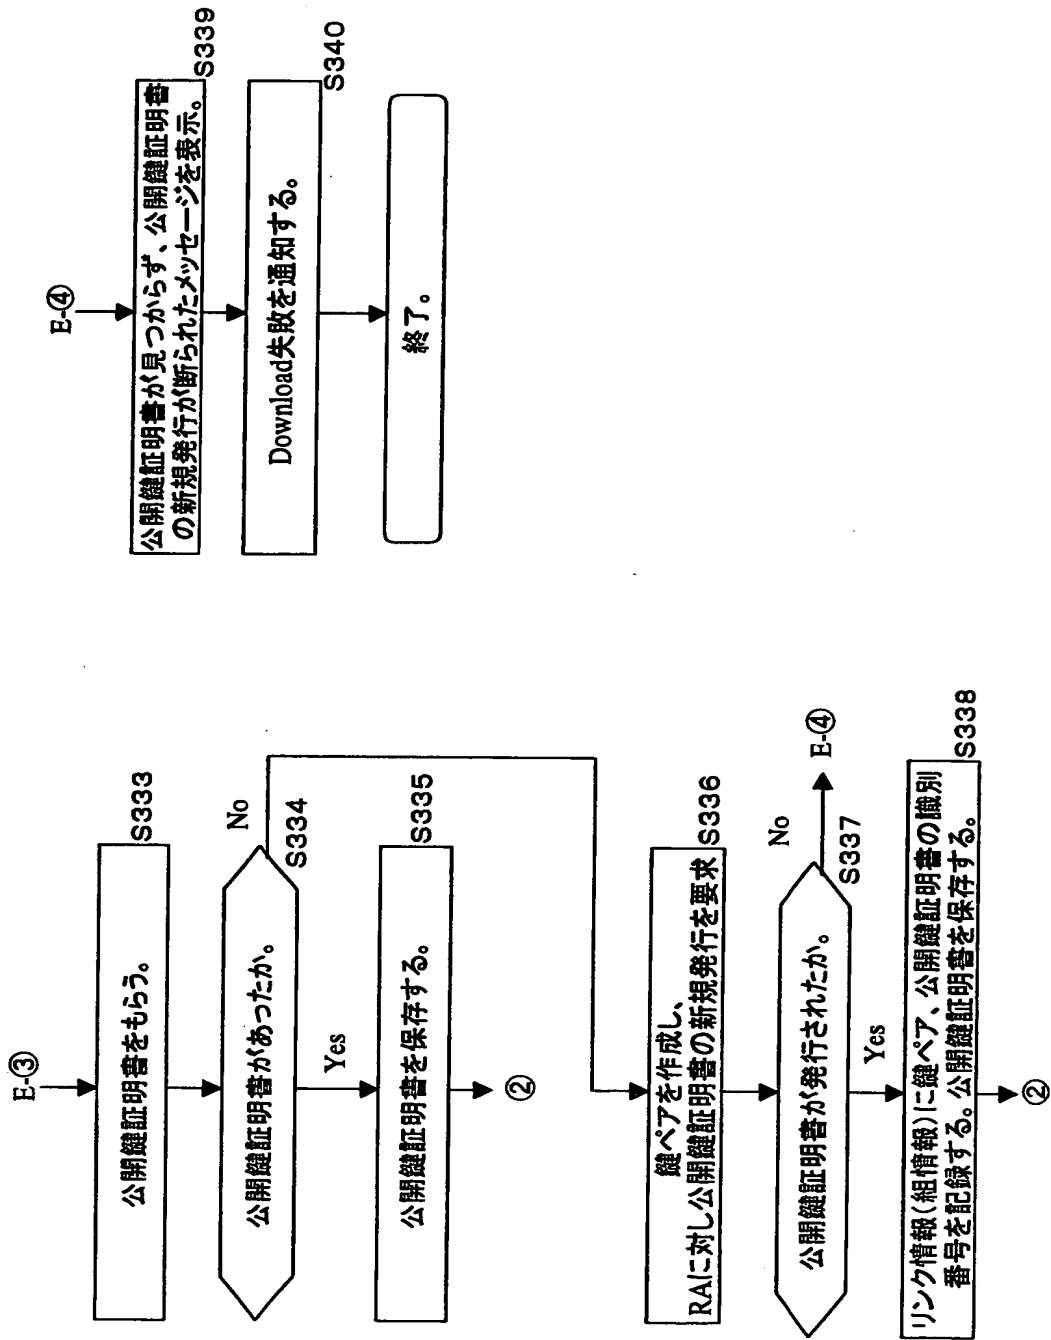 E-③
公開鍵証明書をもらう。
S333
公開鍵証明書があったか。
No
S334
Yes
公開鍵証明書を保存する。
S335
②
鍵ペアを作成し、
RAに対し公開鍵証明書の新規発行を要求
S336
公開鍵証明書が発行されたか。
No
E-④
S337
Yes
リンク情報(組情報)に鍵ペア、公開鍵証明書の識別
番号を記録する。公開鍵証明書を保存する。
S338
②
E-④
公開鍵証明書が見つからず、公開鍵証明書
の新規発行が断られたメッセージを表示。
S339
Download失敗を通知する。
S340
終了。